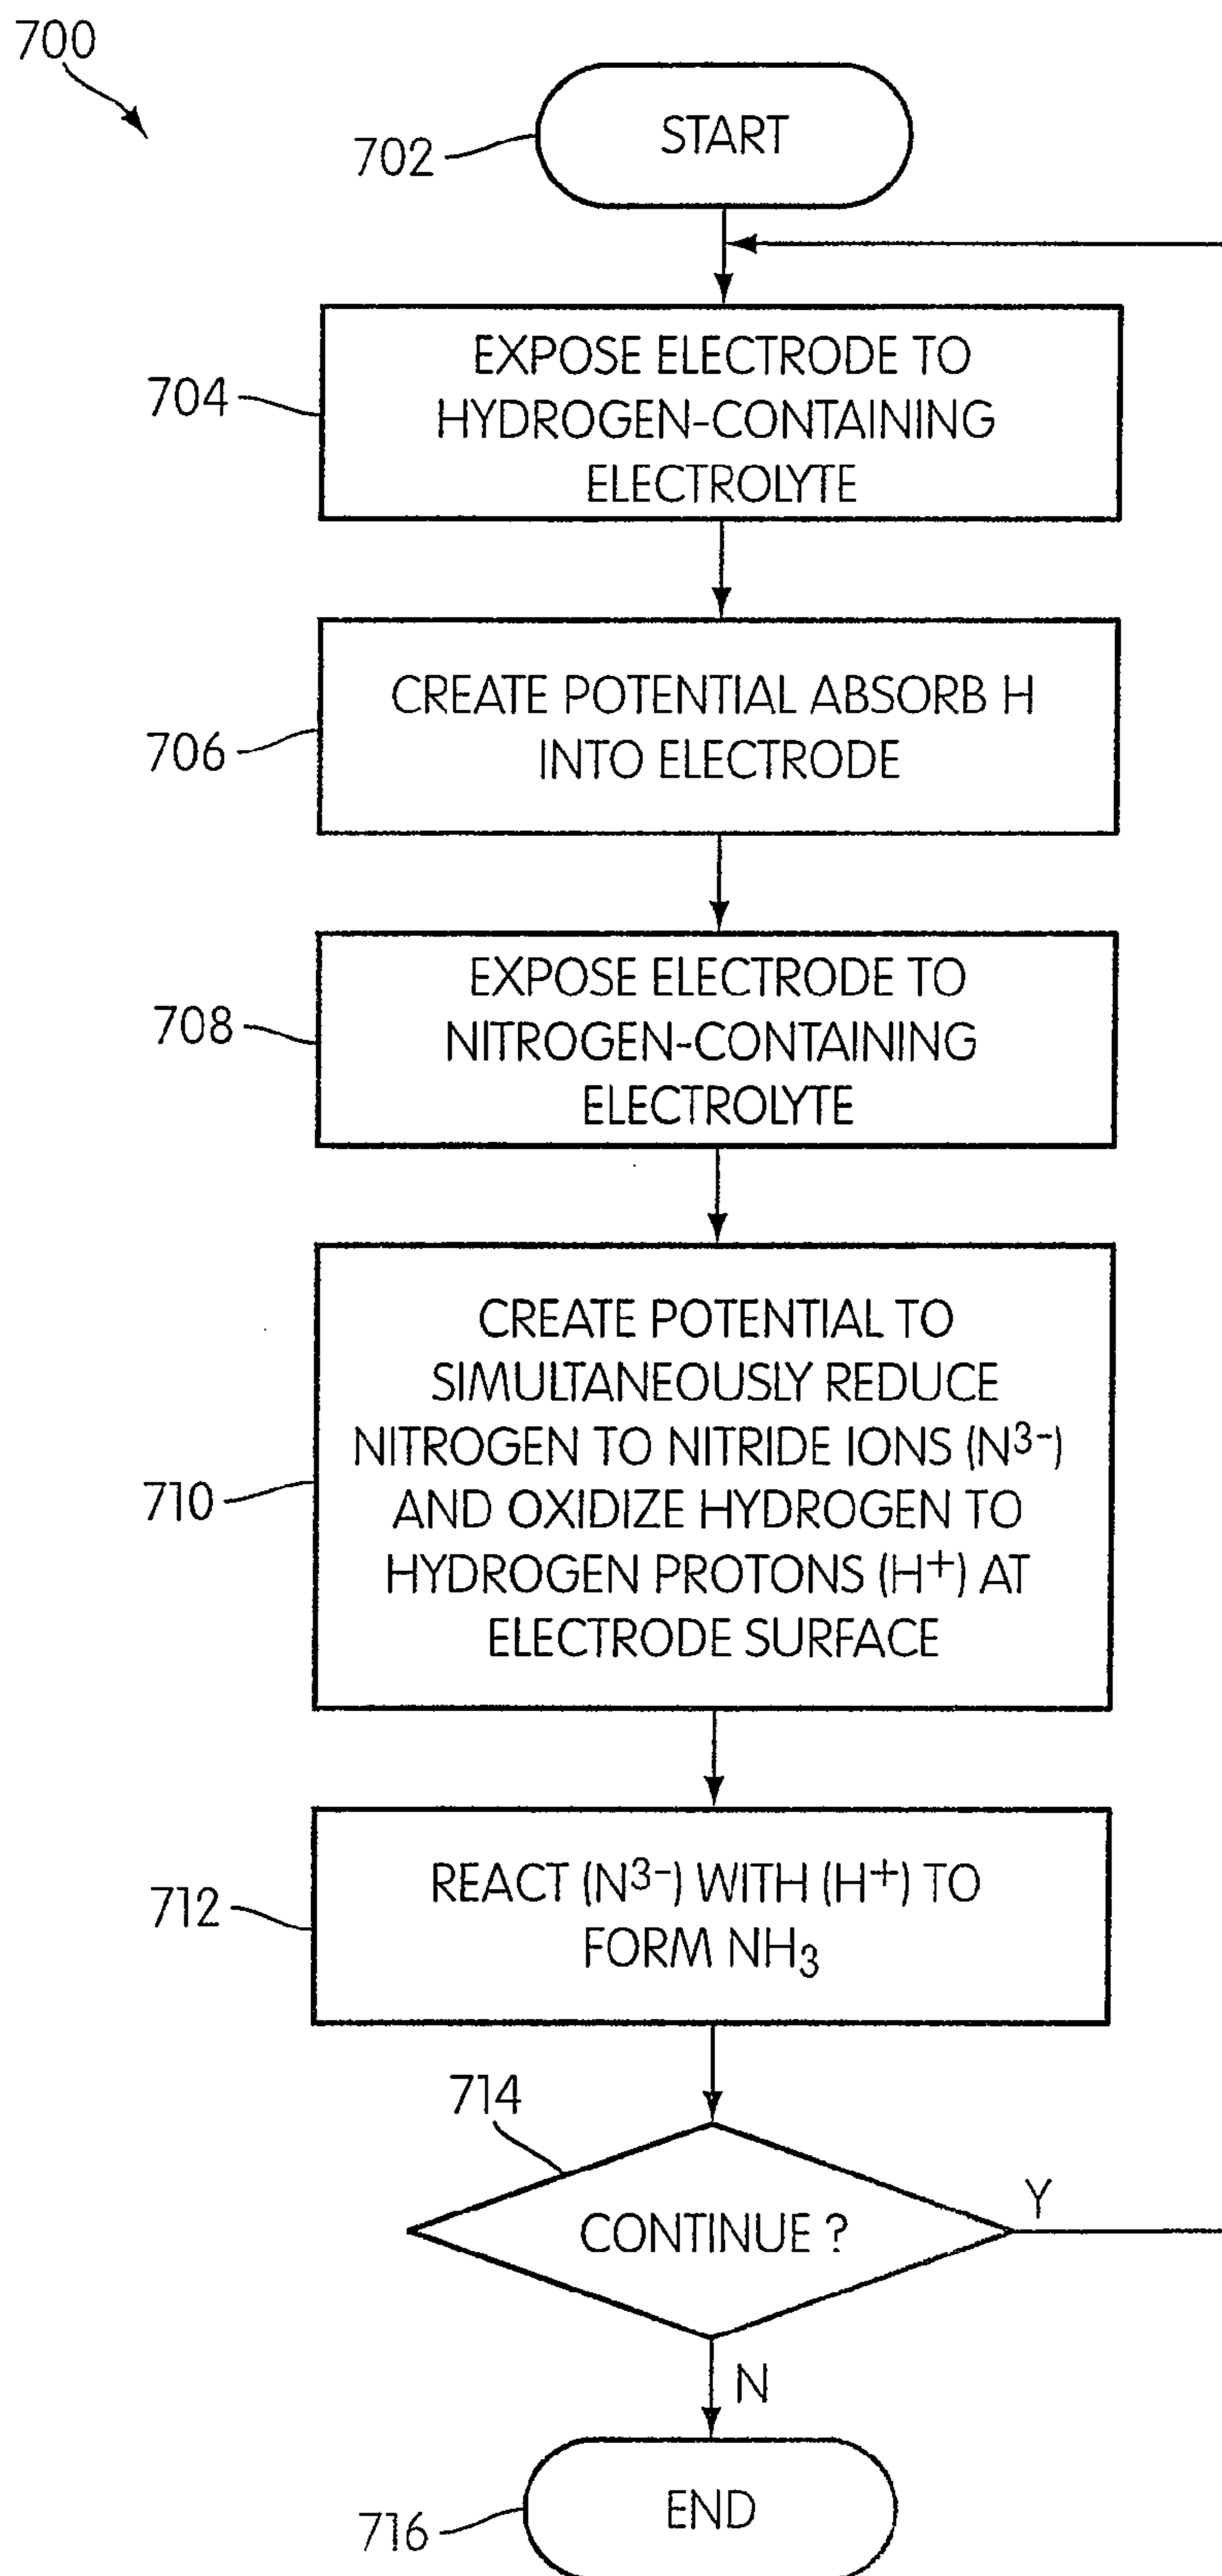 700
702
START
704
EXPOSE ELECTRODE TO
HYDROGEN-CONTAINING
ELECTROLYTE
706
CREATE POTENTIAL ABSORB H
INTO ELECTRODE
708
EXPOSE ELECTRODE TO
NITROGEN-CONTAINING
ELECTROLYTE
710
CREATE POTENTIAL TO
SIMULTANEOUSLY REDUCE
NITROGEN TO NITRIDE IONS (N³⁻)
AND OXIDIZE HYDROGEN TO
HYDROGEN PROTONS (H⁺) AT
ELECTRODE SURFACE
712
REACT (N³⁻) WITH (H⁺) TO
FORM NH₃
714
CONTINUE ?
Y
N
716
END